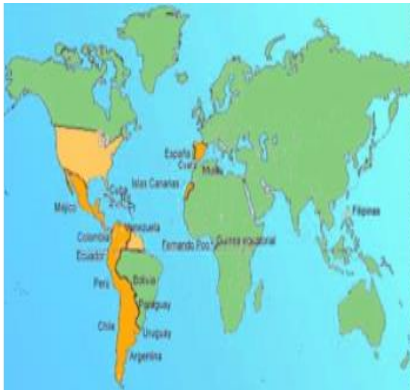 España
Ceuta
Melilla
Islas Canarias
Cuba
Méjico
Venezuela
Colombia
Ecuador
Fernando Poo
Guinea equatorial
Filipinas
Perú
Bolivia
Paraguay
Chile
Uruguay
Argentina